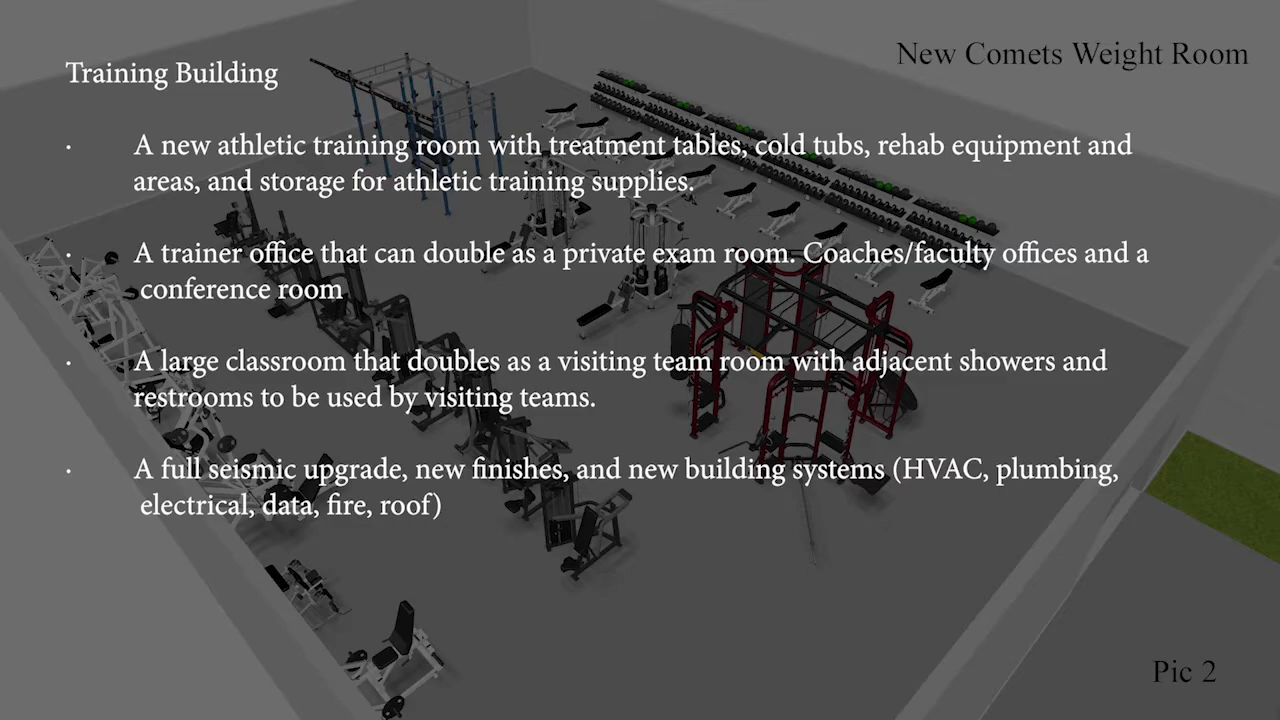 New Comets Weight Room
Training Building
· A new athletic training room with treatment tables, cold tubs, rehab equipment and
areas, and storage for athletic training supplies.
· A trainer office that can double as a private exam room. Coaches/faculty offices and a
conference room
· A large classroom that doubles as a visiting team room with adjacent showers and
restrooms to be used by visiting teams.
· A full seismic upgrade, new finishes, and new building systems (HVAC, plumbing,
electrical, data, fire, roof)
Pic 2